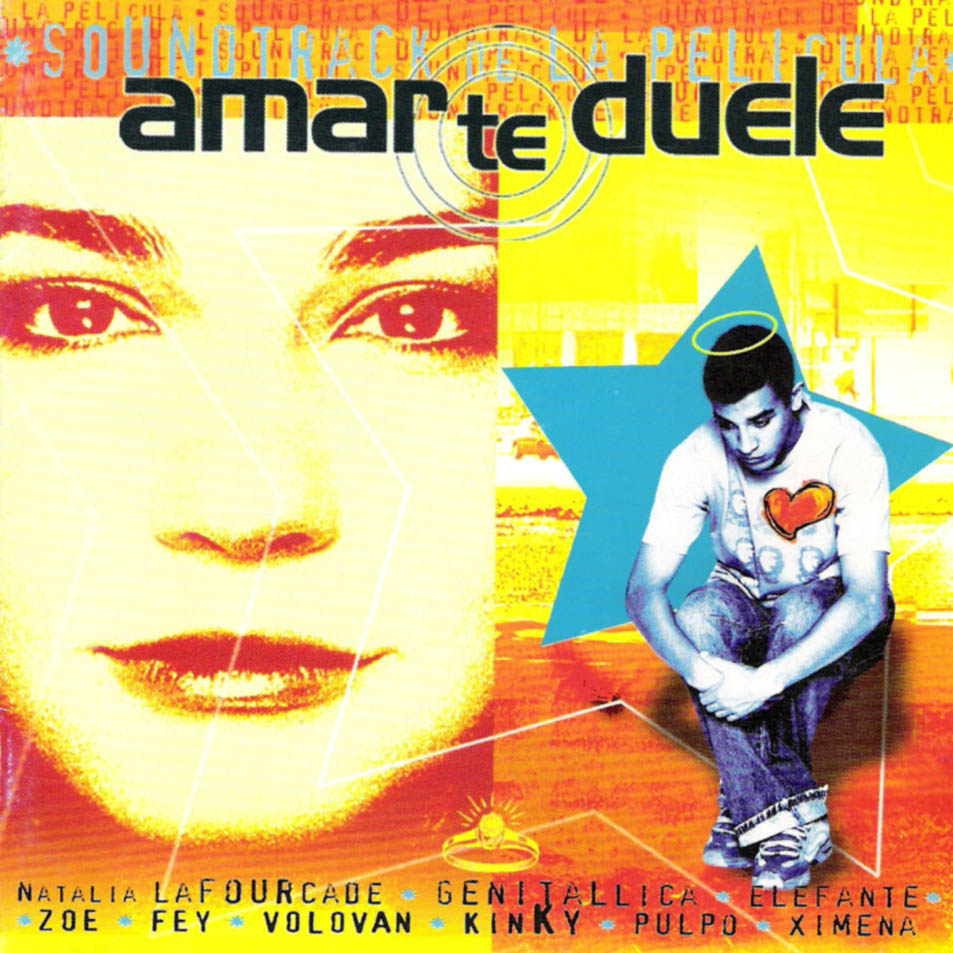 SOUNDTRACK DE LA PELICULA
amar te duele
NATALIA LAFOURCADE * GENITALLICA * ELEFANTE *
* ZOE * FEY * VOLOVAN * KINKY * PULPO * XIMENA